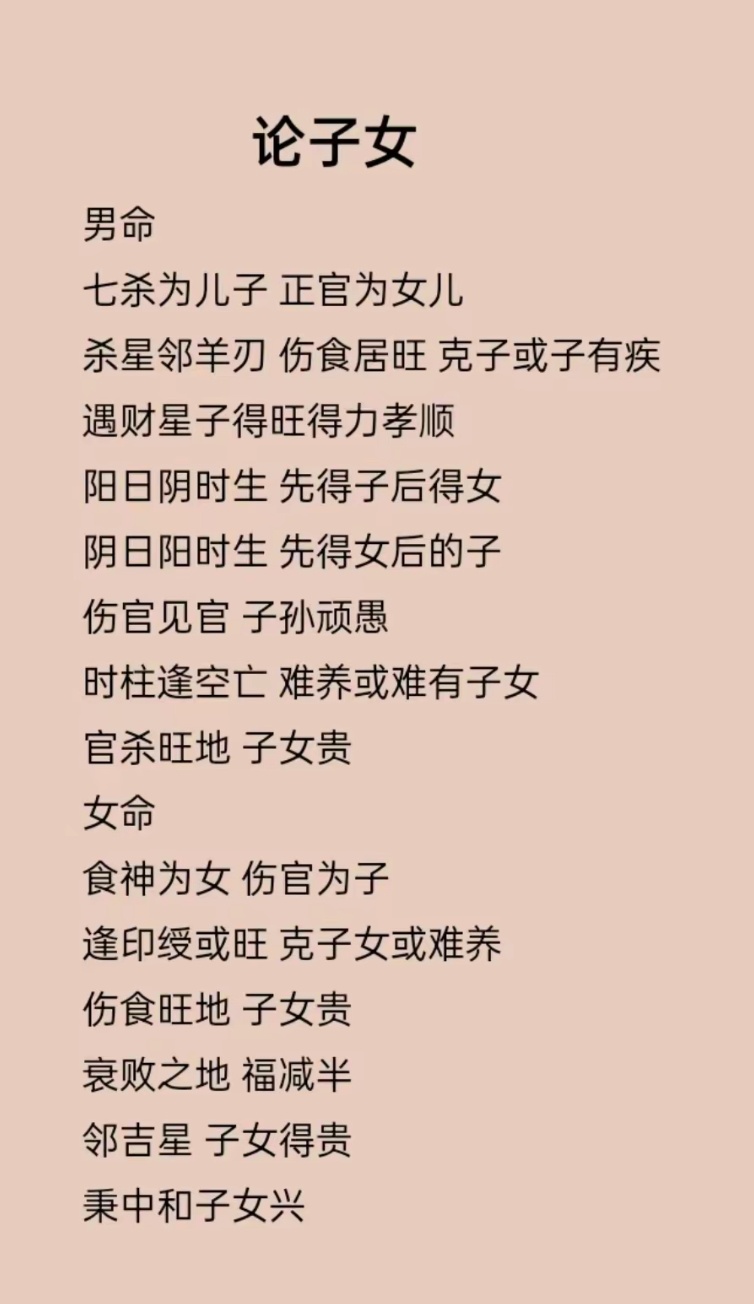 论子女
男命
七杀为儿子 正官为女儿
杀星邻羊刃 伤食居旺 克子或子有疾
遇财星子得旺得力孝顺
阳日阴时生 先得子后得女
阴日阳时生 先得女后的子
伤官见官 子孙顽愚
时柱逢空亡 难养或难有子女
官杀旺地 子女贵
女命
食神为女 伤官为子
逢印绶或旺 克子女或难养
伤食旺地 子女贵
衰败之地 福减半
邻吉星 子女得贵
秉中和子女兴